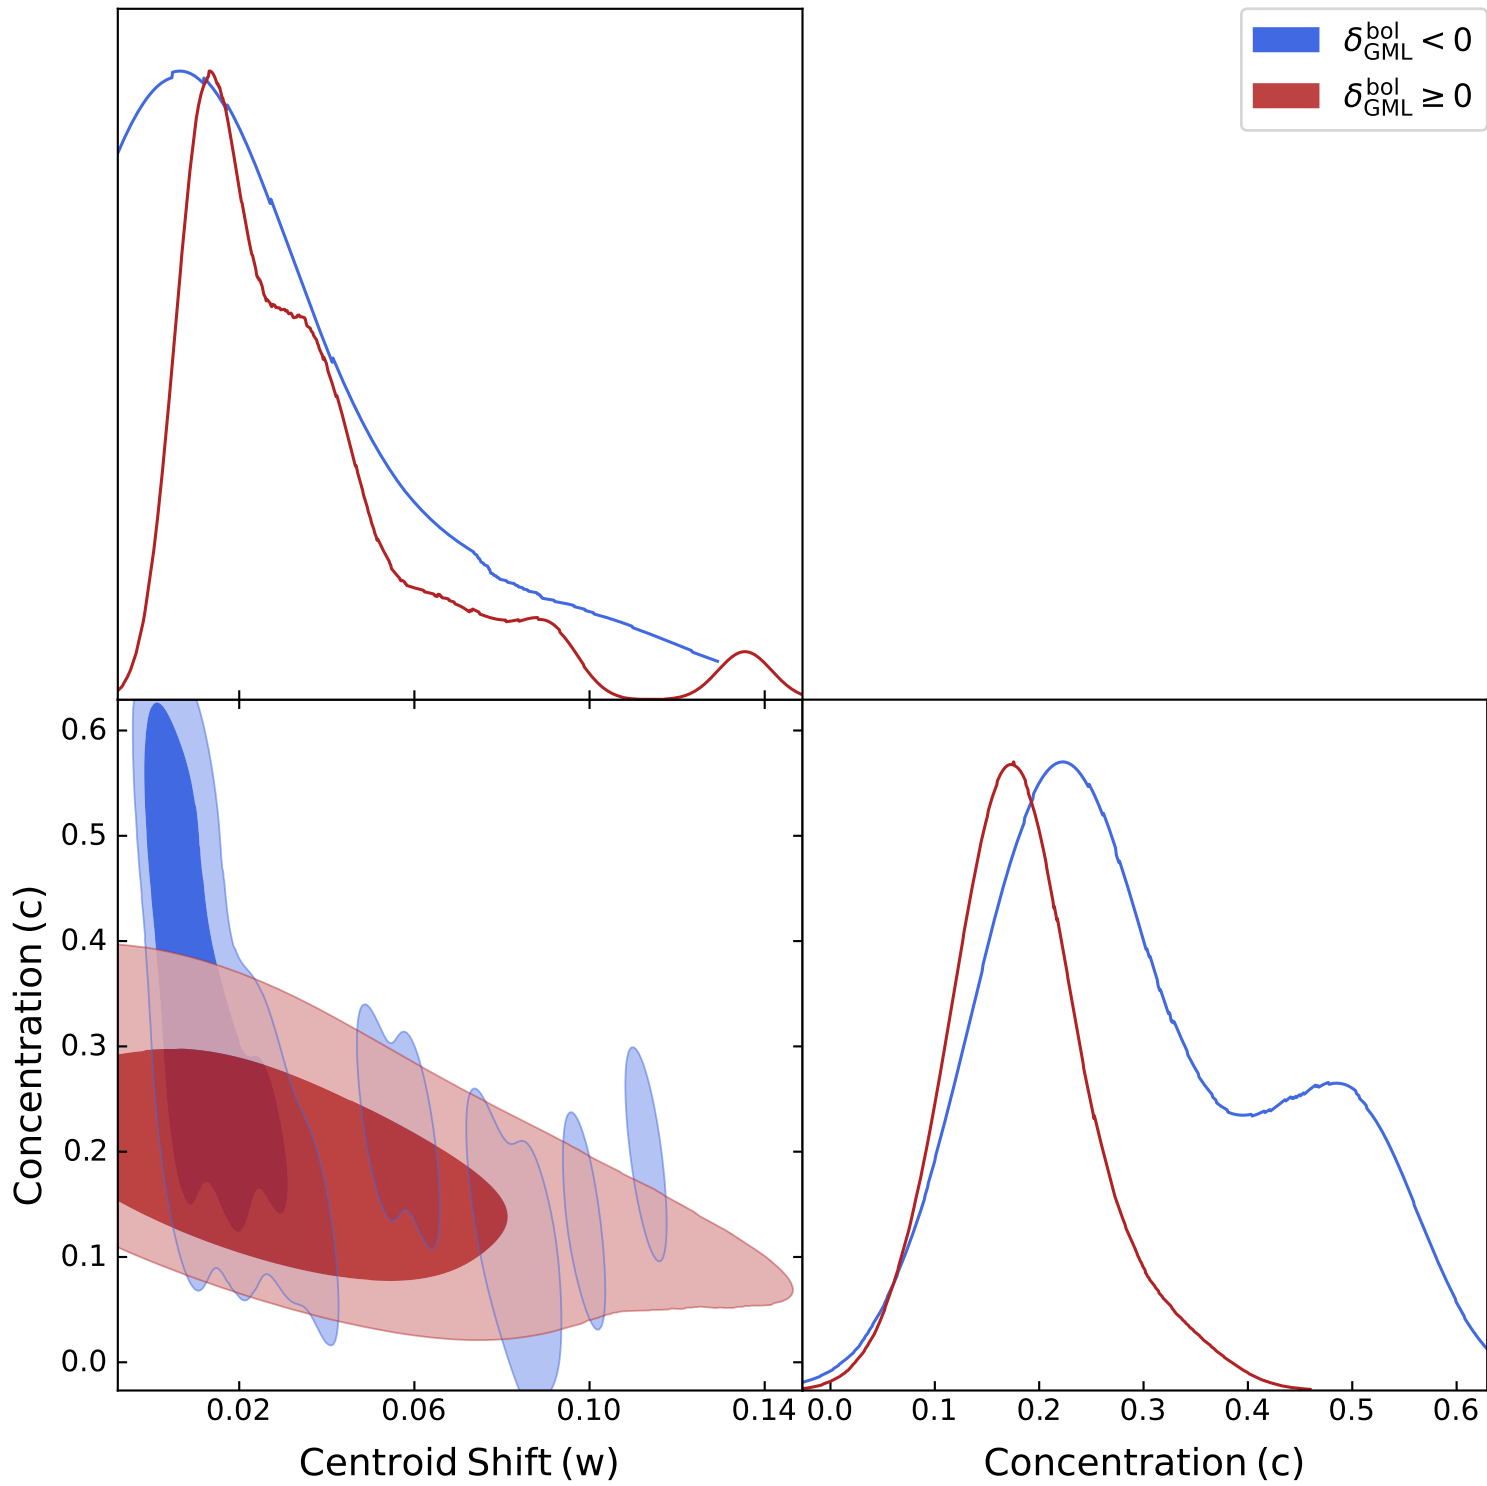 δ^bol_GML < 0
δ^bol_GML ≥ 0
0.6
0.5
0.4
0.3
0.2
0.1
0.0
Concentration (c)
0.02 0.06 0.10 0.14 0.0 0.1 0.2 0.3 0.4 0.5 0.6
Centroid Shift (w) Concentration (c)